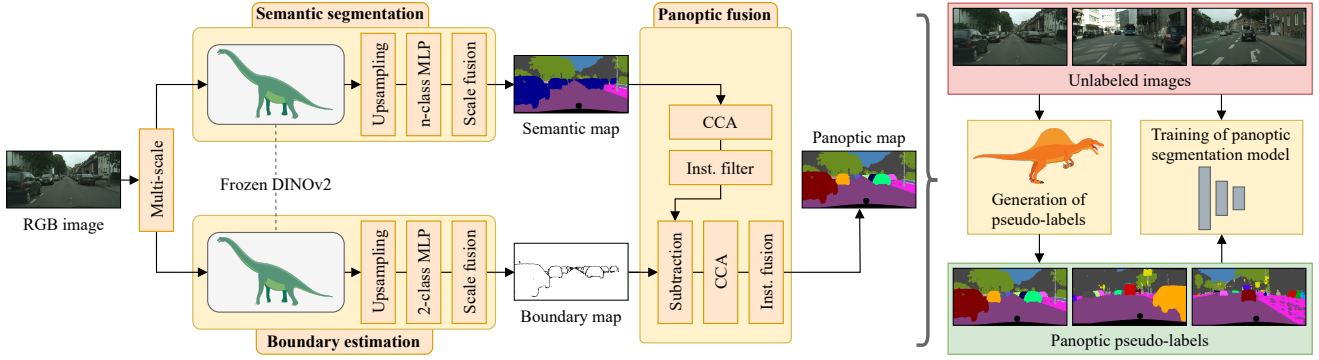 Semantic segmentation
Upsampling
n-class MLP
Scale fusion
Semantic map
RGB image
Multi-scale
Frozen DINOv2
Upsampling
2-class MLP
Scale fusion
Boundary estimation
Boundary map
Panoptic fusion
CCA
Inst. filter
Subtraction
CCA
Inst. fusion
Panoptic map
Unlabeled images
Generation of
pseudo-labels
Training of panoptic
segmentation model
Panoptic pseudo-labels